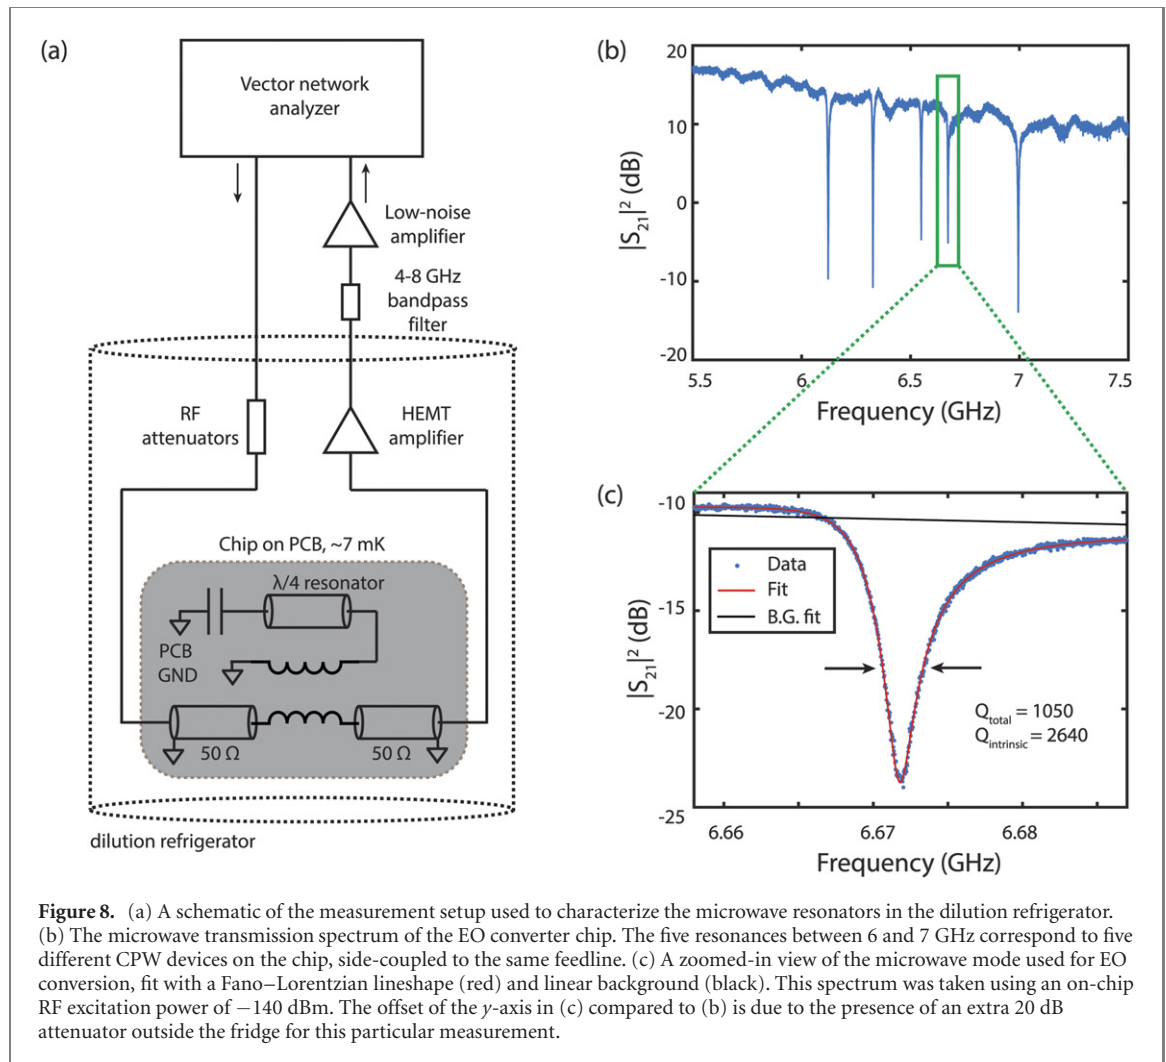 (a)
Vector network
analyzer
Low-noise
amplifier
4-8 GHz
bandpass
filter
RF
attenuators
HEMT
amplifier
Chip on PCB, ~7 mK
λ/4 resonator
PCB
GND
50 Ω
50 Ω
dilution refrigerator
(b)
20
10
0
-10
-20
|S21|² (dB)
5.5 6 6.5 7 7.5
Frequency (GHz)
(c)
-10
-15
-20
-25
|S21|² (dB)
Data
Fit
B.G. fit
Qtotal = 1050
Qintrinsic = 2640
6.66 6.67 6.68
Frequency (GHz)
Figure 8. (a) A schematic of the measurement setup used to characterize the microwave resonators in the dilution refrigerator.
(b) The microwave transmission spectrum of the EO converter chip. The five resonances between 6 and 7 GHz correspond to five
different CPW devices on the chip, side-coupled to the same feedline. (c) A zoomed-in view of the microwave mode used for EO
conversion, fit with a Fano–Lorentzian lineshape (red) and linear background (black). This spectrum was taken using an on-chip
RF excitation power of −140 dBm. The offset of the y-axis in (c) compared to (b) is due to the presence of an extra 20 dB
attenuator outside the fridge for this particular measurement.